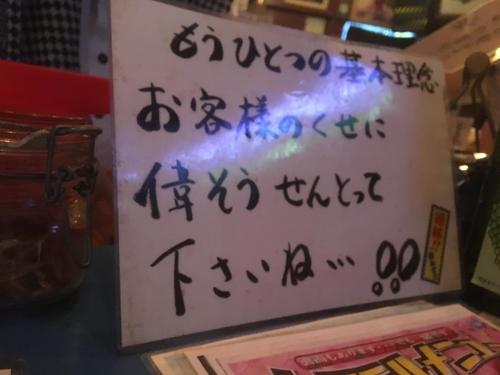 もうひとつの基本理念
お客様のくせに
偉そうせんとって
下さいね…!!